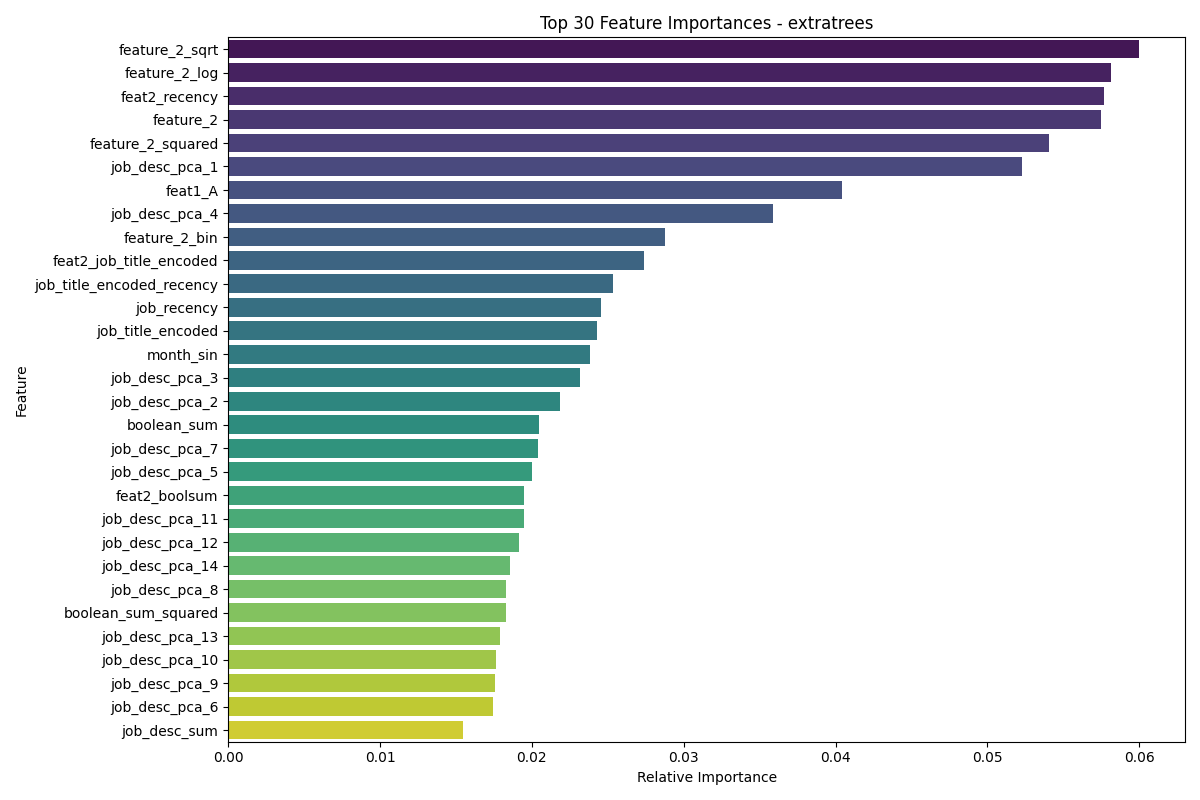 Top 30 Feature Importances - extratrees
feature_2_sqrt
feature_2_log
feat2_recency
feature_2
feature_2_squared
job_desc_pca_1
feat1_A
job_desc_pca_4
feature_2_bin
feat2_job_title_encoded
job_title_encoded_recency
job_recency
job_title_encoded
month_sin
job_desc_pca_3
job_desc_pca_2
boolean_sum
job_desc_pca_7
job_desc_pca_5
feat2_boolsum
job_desc_pca_11
job_desc_pca_12
job_desc_pca_14
job_desc_pca_8
boolean_sum_squared
job_desc_pca_13
job_desc_pca_10
job_desc_pca_9
job_desc_pca_6
job_desc_sum
Feature
0.00 0.01 0.02 0.03 0.04 0.05 0.06
Relative Importance